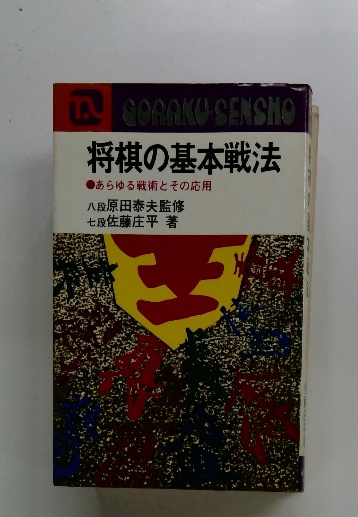 GORAKU-SENSHO
将棋の基本戦法
●あらゆる戦術とその応用
八段原田泰夫監修
七段佐藤庄平 著
王